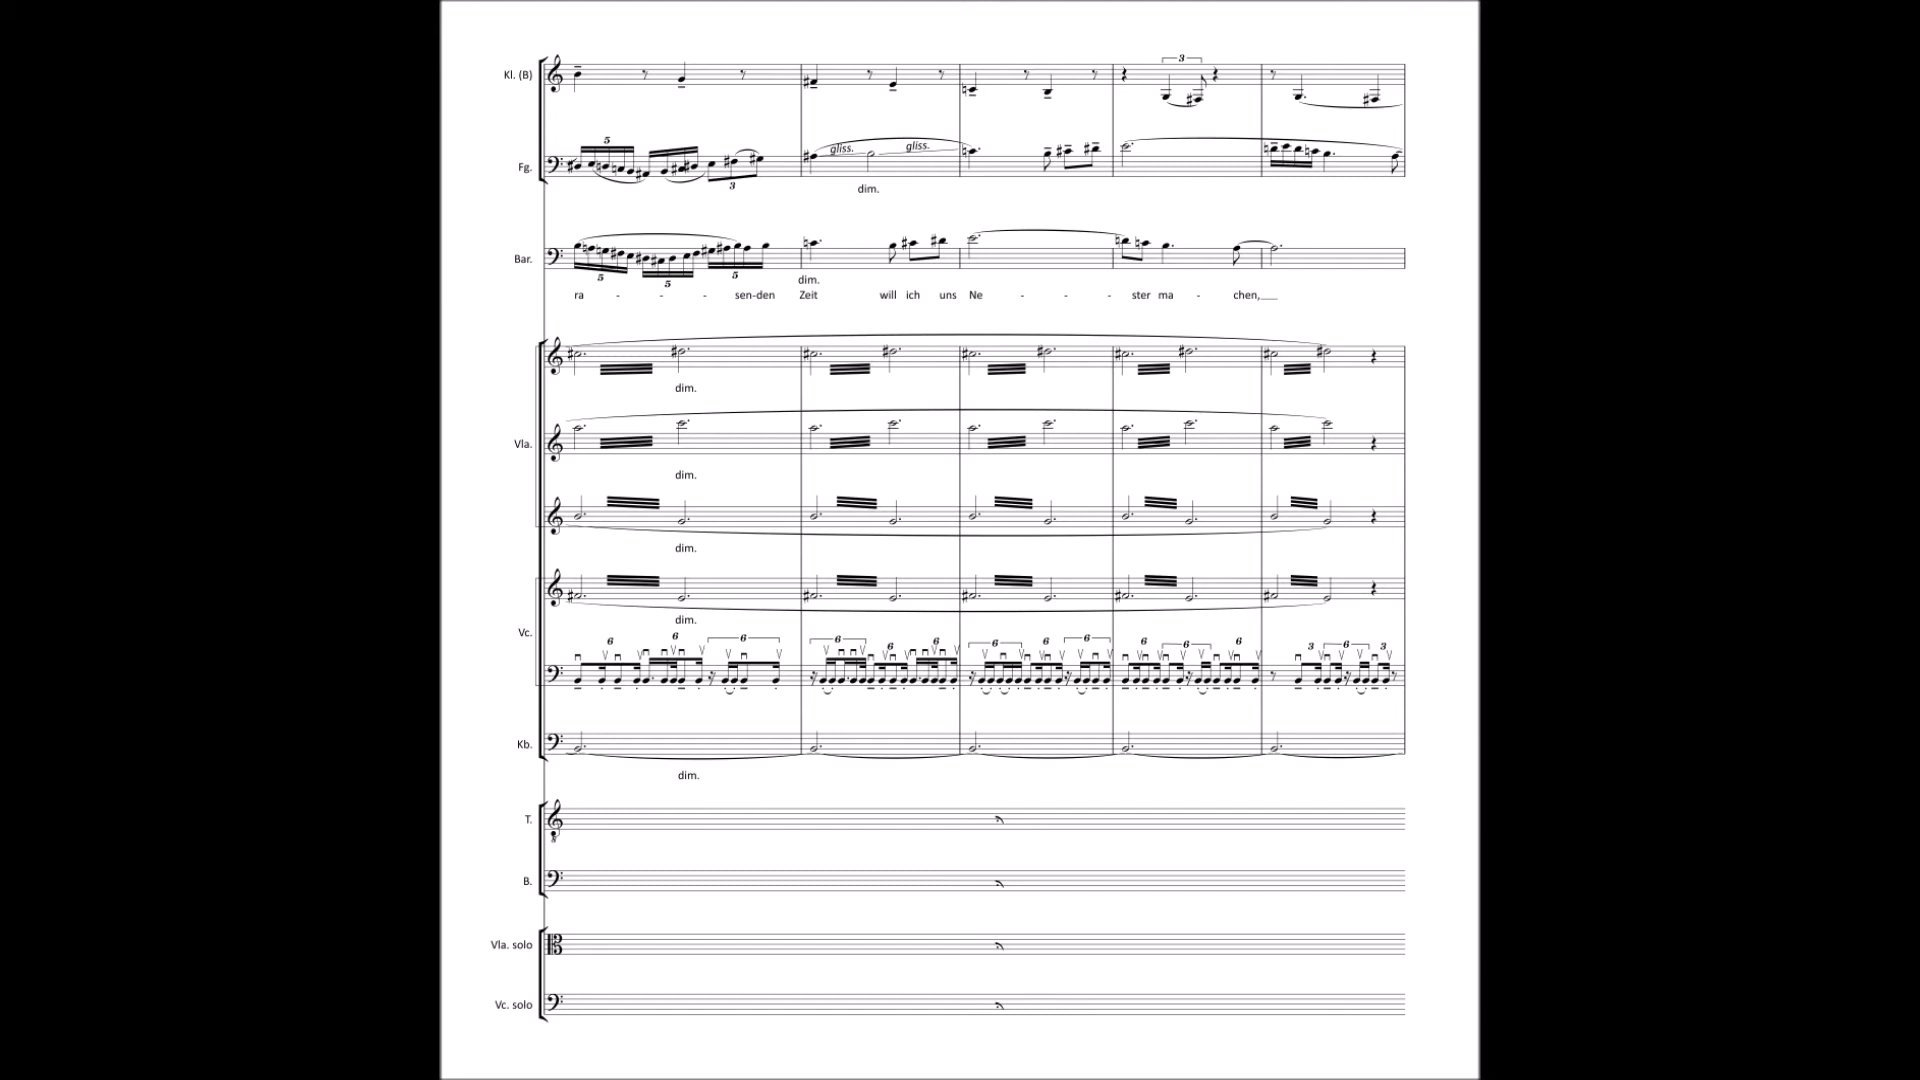 Kl. (B)
3
Fg.
5
3
gliss.
gliss.
dim.
Bar.
5
5
5
dim.
ra - - - sen-den Zeit will ich uns Ne - - - ster ma - chen,
dim.
Vla.
dim.
dim.
dim.
Vc.
6 6 6 6 6 6 6 6 6 6 6 6 3 6 3
Kb.
dim.
T.
B.
Vla. solo
Vc. solo